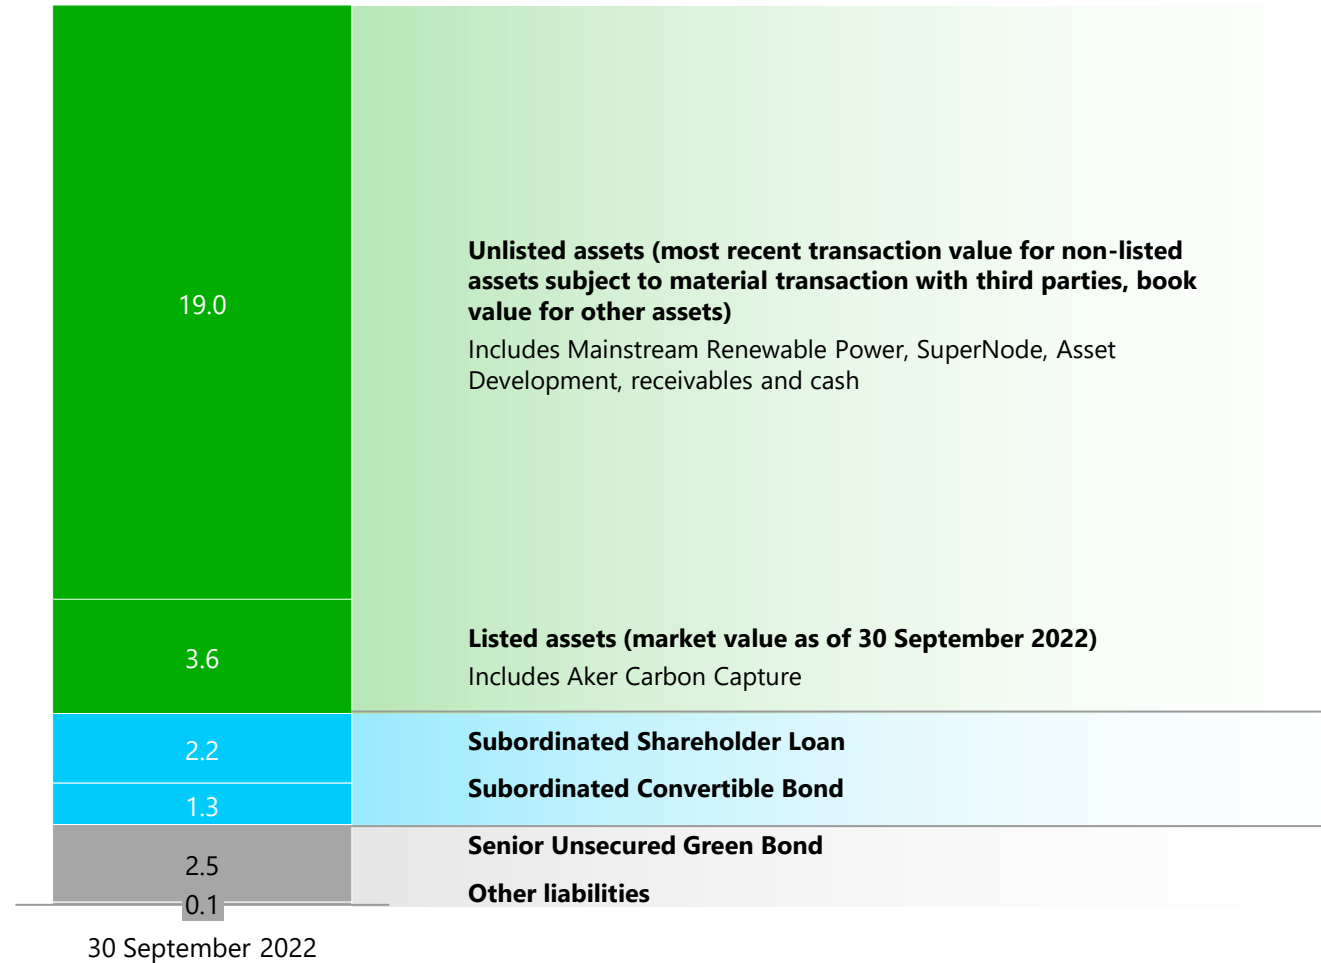 19.0
Unlisted assets (most recent transaction value for non-listed
assets subject to material transaction with third parties, book
value for other assets)
Includes Mainstream Renewable Power, SuperNode, Asset
Development, receivables and cash
3.6
Listed assets (market value as of 30 September 2022)
Includes Aker Carbon Capture
2.2
Subordinated Shareholder Loan
1.3
Subordinated Convertible Bond
2.5
Senior Unsecured Green Bond
0.1
Other liabilities
30 September 2022